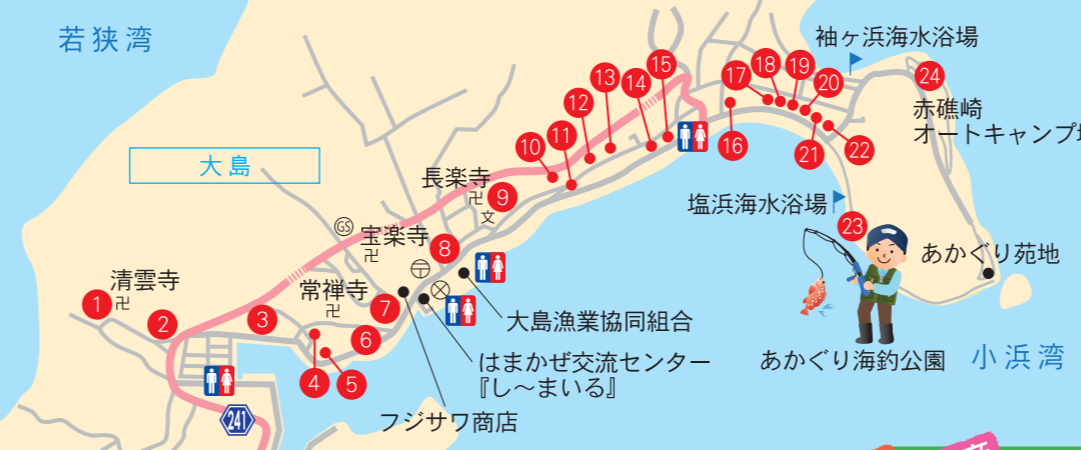 若狭湾
袖ヶ浜海水浴場
大島
赤礁崎
オートキャンプ
長楽寺
文
塩浜海水浴場
GS
宝楽寺
あかぐり苑地
清雲寺
常禅寺
大島漁業協同組合
はまかぜ交流センター
『し〜まいる』
あかぐり海釣公園
小浜湾
フジサワ商店
241
1
2
3
4
5
6
7
8
9
10
11
12
13
14
15
16
17
18
19
20
21
22
23
24